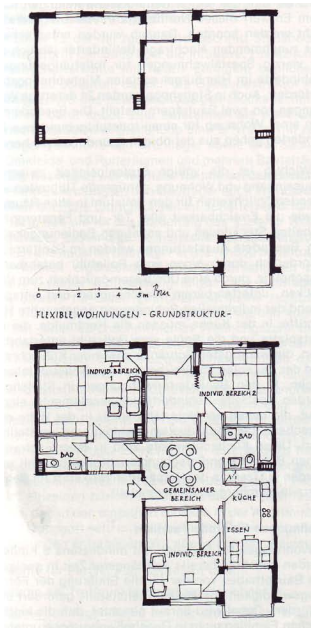 0 1 2 3 4 5m
FLEXIBLE WOHNUNGEN - GRUNDSTRUKTUR -
INDIVID. BEREICH
1
INDIVID. BEREICH 2
BAD
BAD
GEMEINSAMER
BEREICH
KÜCHE
ESSEN
INDIVID. BEREICH
3